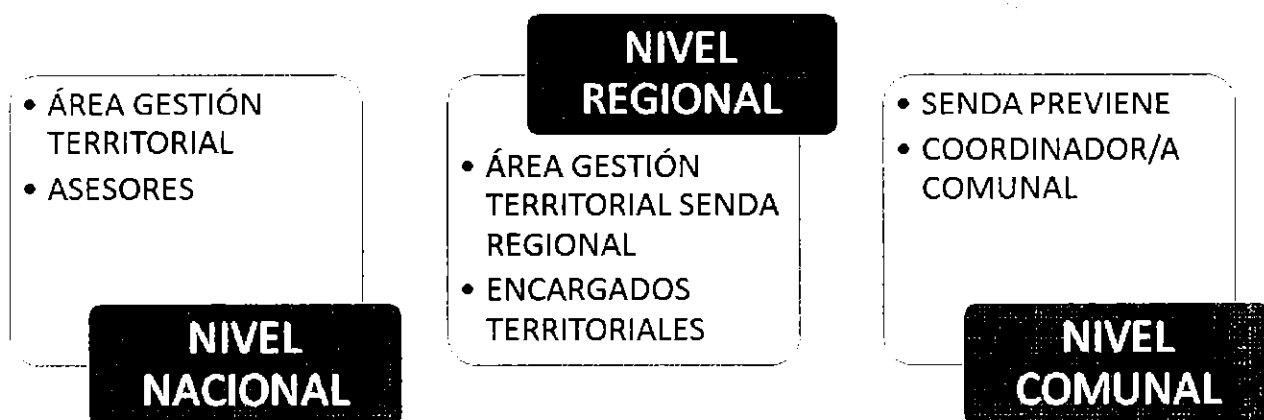 • ÁREA GESTIÓN
TERRITORIAL
• ASESORES
NIVEL
NACIONAL
NIVEL
REGIONAL
• ÁREA GESTIÓN
TERRITORIAL SENDA
REGIONAL
• ENCARGADOS
TERRITORIALES
• SENDA PREVIENE
• COORDINADOR/A
COMUNAL
NIVEL
COMUNAL